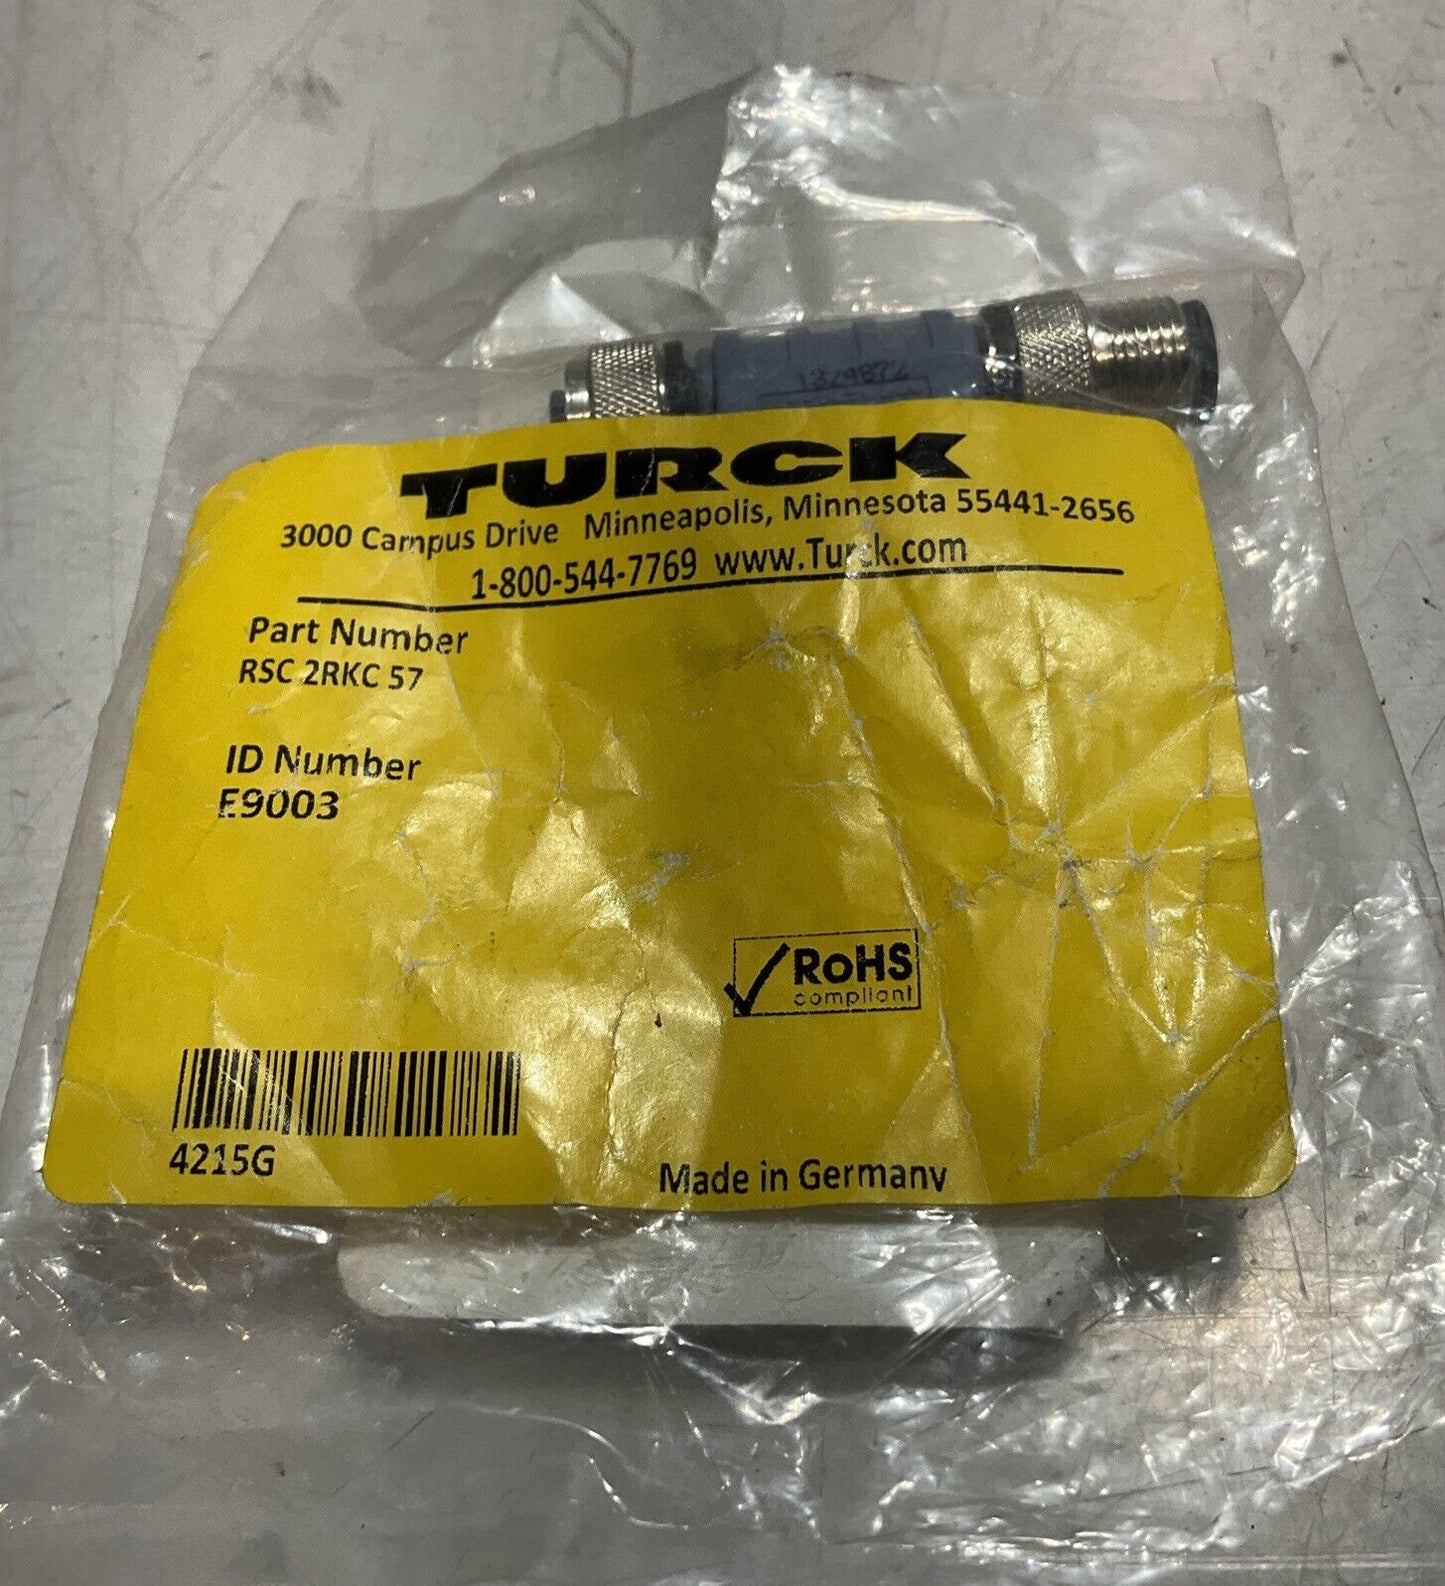 1324872
TURCK
3000 Campus Drive Minneapolis, Minnesota 55441-2656
1-800-544-7769 www.Turck.com
Part Number
RSC 2RKC 57
ID Number
E9003
RoHS
compliant
4215G
Made in Germany